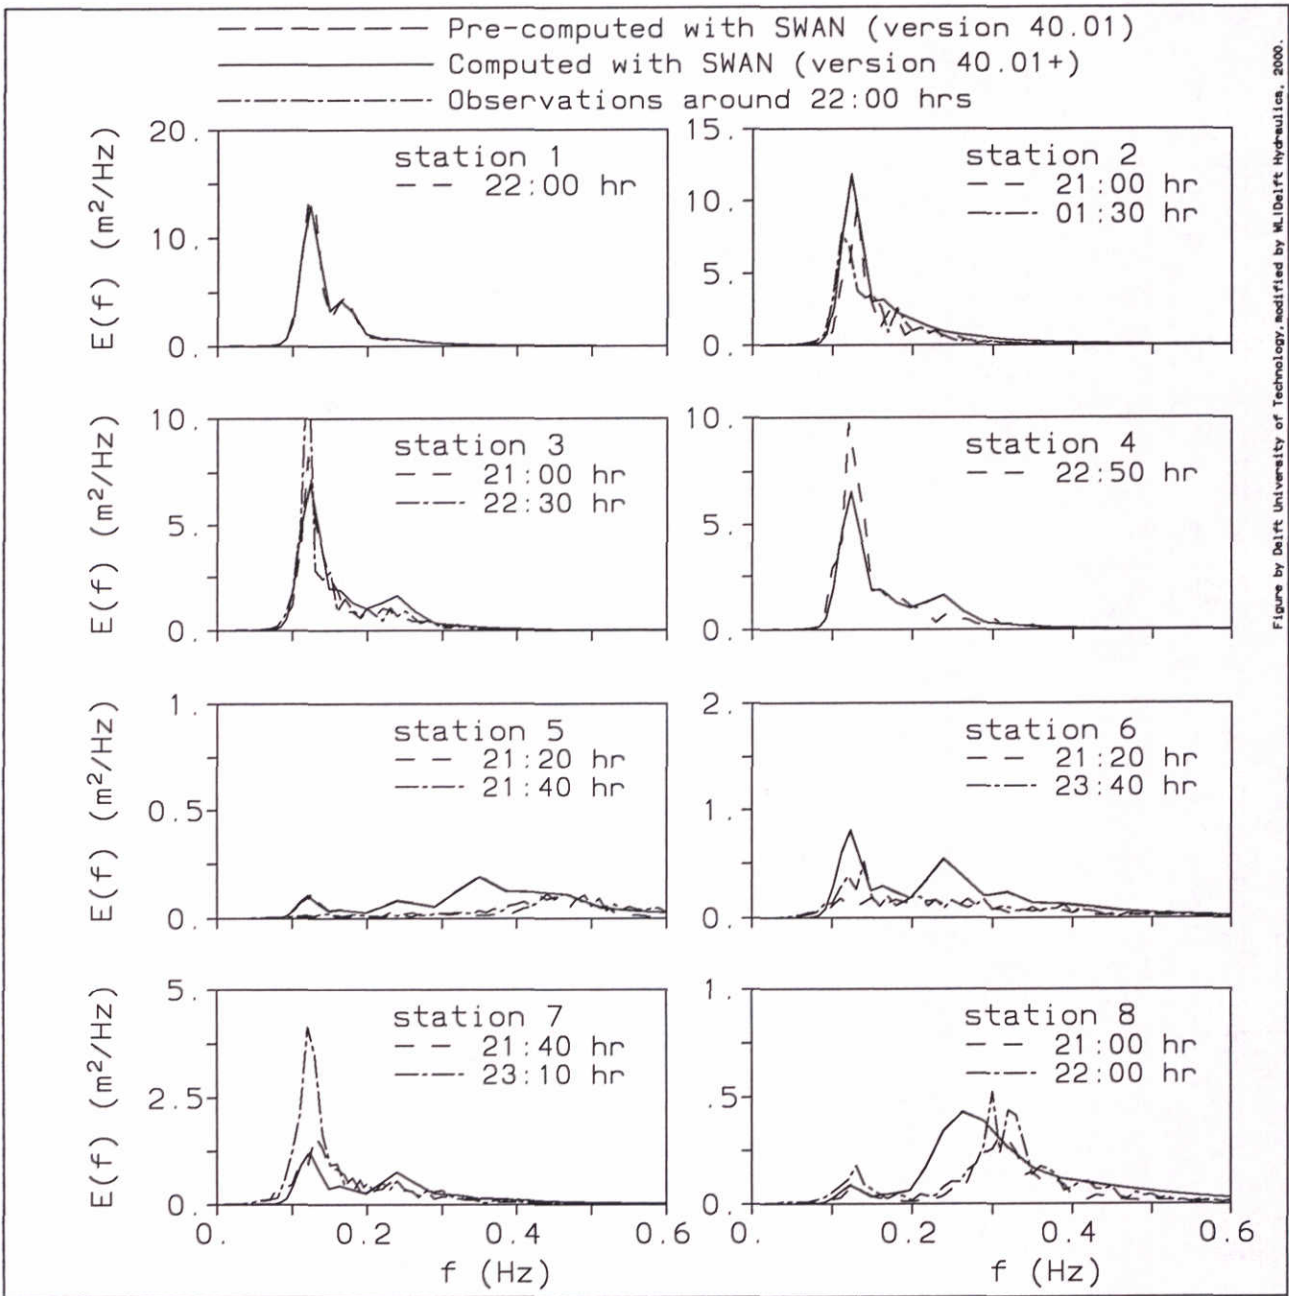 Pre-computed with SWAN (version 40.01)
Computed with SWAN (version 40.01+)
Observations around 22:00 hrs
Figure by Delft University of Technology, modified by WL|Delft Hydraulics, 2000.
E(f) (m²/Hz)
20.
10.
0.
station 1
22:00 hr
15.
10.
5.
0.
station 2
21:00 hr
01:30 hr
E(f) (m²/Hz)
10.
5.
0.
station 3
21:00 hr
22:30 hr
10.
5.
0.
station 4
22:50 hr
E(f) (m²/Hz)
1.
0.5
0.
station 5
21:20 hr
21:40 hr
2.
1.
0.
station 6
21:20 hr
23:40 hr
E(f) (m²/Hz)
5.
2.5
0.
station 7
21:40 hr
23:10 hr
0. 0.2 0.4 0.6
f (Hz)
1.
.5
0.
station 8
21:00 hr
22:00 hr
0. 0.2 0.4 0.6
f (Hz)